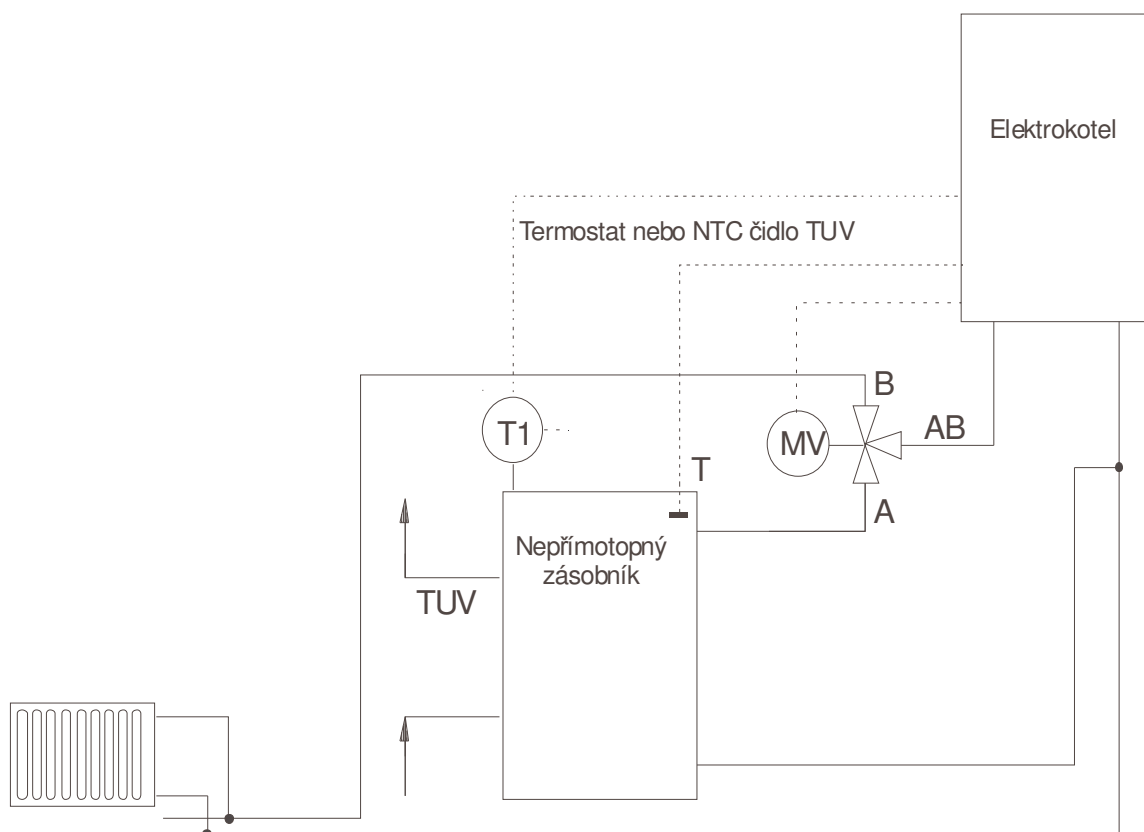 Elektrokotel
Termostat nebo NTC čidlo TUV
B
T1
MV
AB
T
A
Nepřímotopný
zásobník
TUV